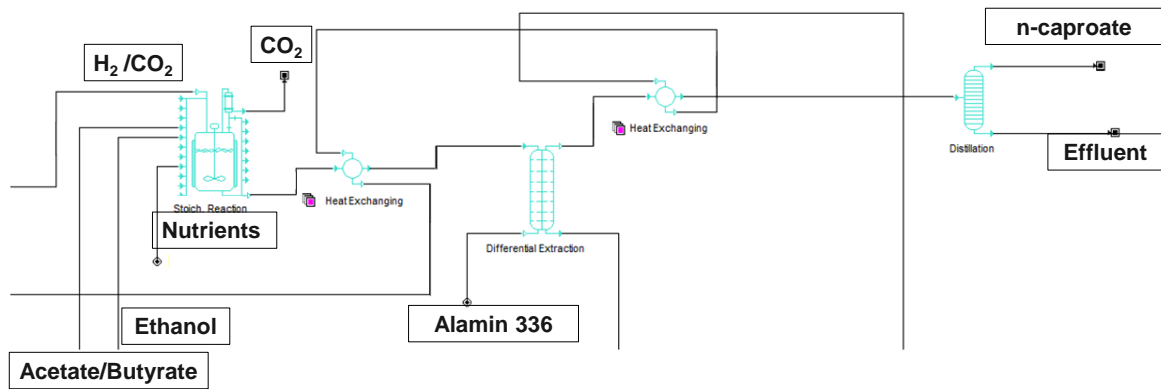 n-caproate
CO2
H2 /CO2
Heat Exchanging
Distillation
Effluent
Heat Exchanging
Stoich. Reaction
Nutrients
Differential Extraction
Alamin 336
Ethanol
Acetate/Butyrate